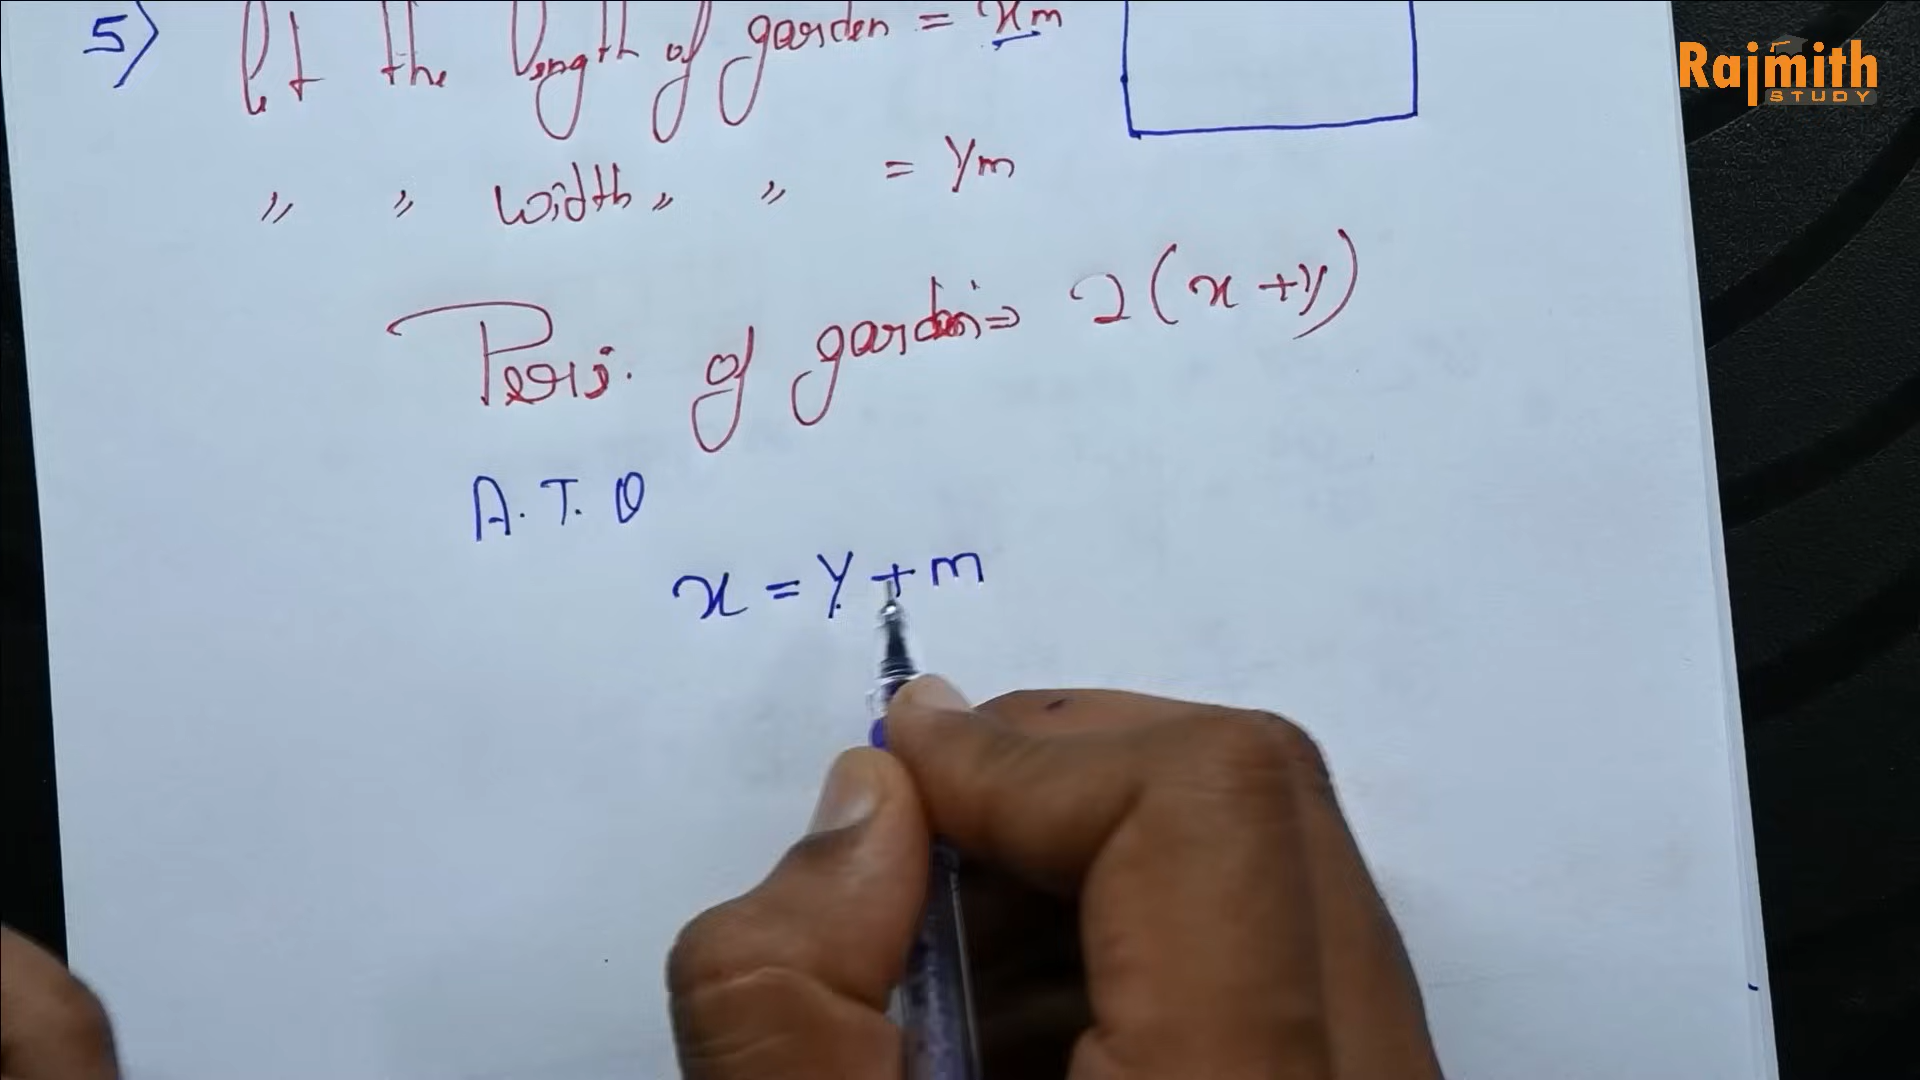 5) let the length of garden = xm
" " width " " = Ym
Peri. of garden = 2(x+y)
A.T.Q
x = y + m
Rajmith
STUDY